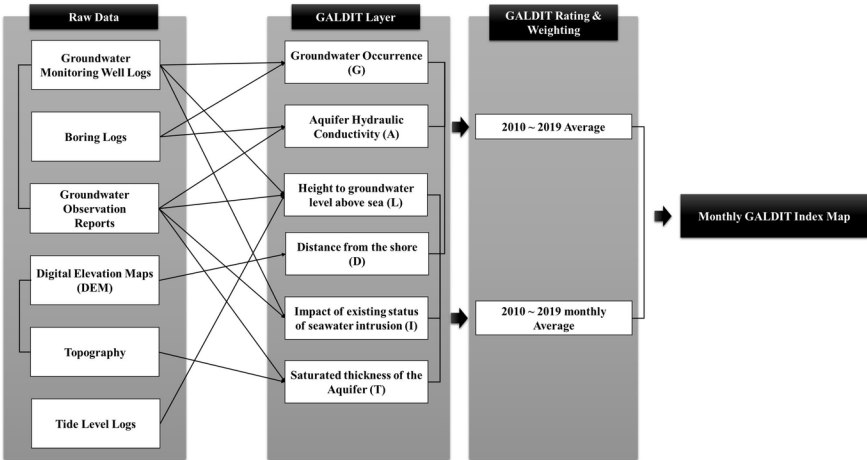 Raw Data
Groundwater
Monitoring Well Logs
Boring Logs
Groundwater
Observation
Reports
Digital Elevation Maps
(DEM)
Topography
Tide Level Logs
GALDIT Layer
Groundwater Occurrence
(G)
Aquifer Hydraulic
Conductivity (A)
Height to groundwater
level above sea (L)
Distance from the shore
(D)
Impact of existing status
of seawater intrusion (I)
Saturated thickness of the
Aquifer (T)
GALDIT Rating &
Weighting
2010 ~ 2019 Average
2010 ~ 2019 monthly
Average
Monthly GALDIT Index Map